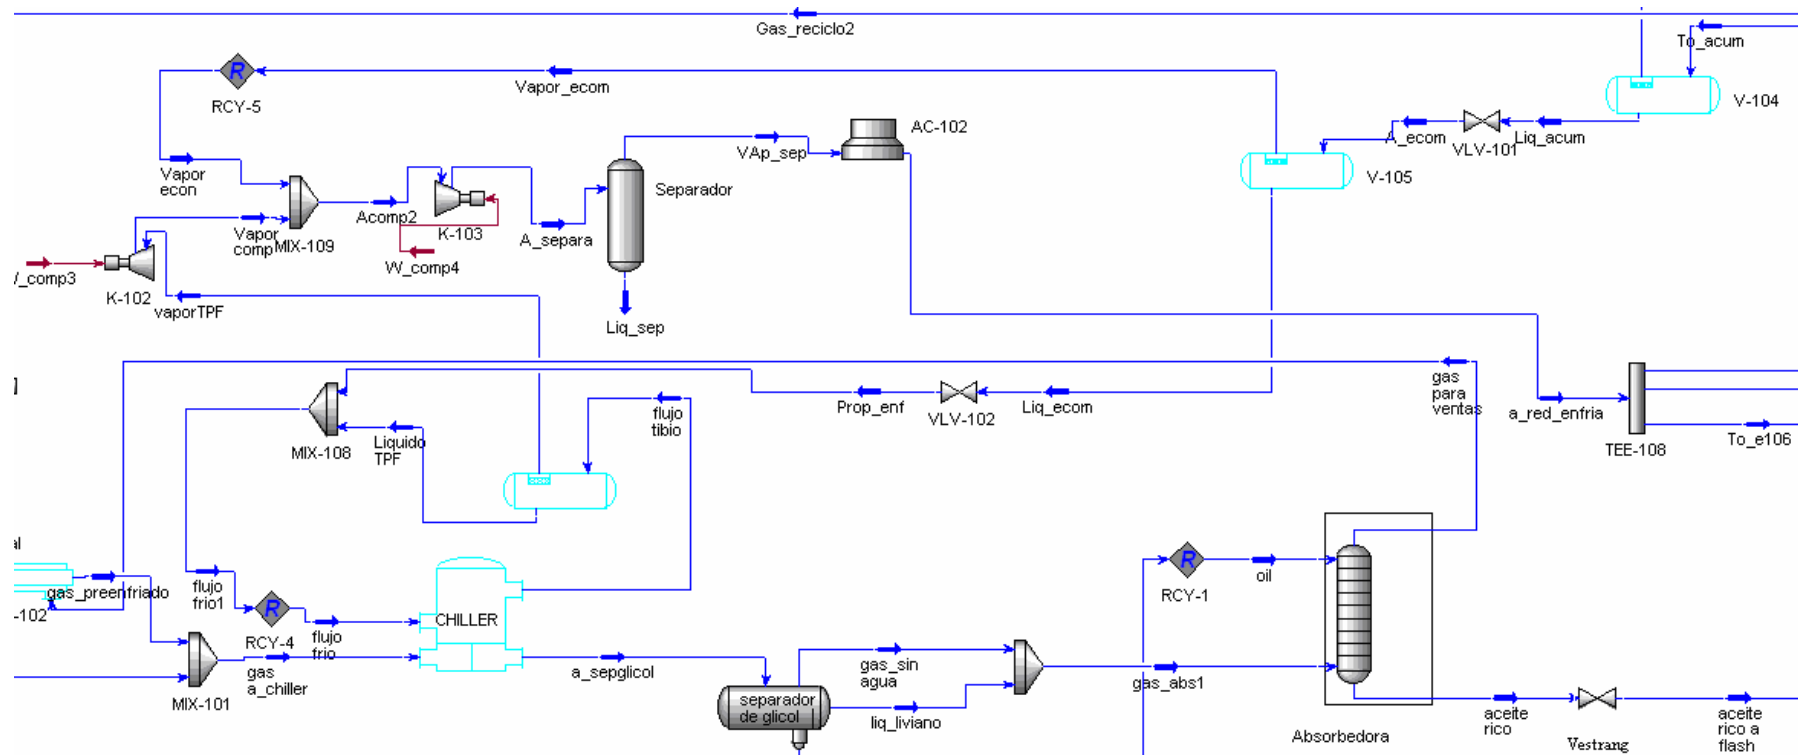 Gas_reciclo2
To_acum
V-104
R
RCY-5
Vapor_ecom
AC-102
VAp_sep
A_ecom
VLV-101
Liq_acum
V-105
Vapor
econ
Separador
Acomp2
K-103
A_separa
Vapor
comp
MIX-109
W_comp4
_comp3
K-102
vaporTPF
Liq_sep
gas
para
ventas
Prop_enf
VLV-102
Liq_ecom
a_red_enfria
TEE-108
To_e106
flujo
tibio
MIX-108
Liquido
TPF
al
gas_preenfriado
-102
flujo
frio1
R
RCY-4
flujo
frio
CHILLER
R
RCY-1
oil
MIX-101
gas
a_chiller
a_sepglicol
separador
de glicol
gas_sin
agua
liq_liviano
gas_abs1
Absorbedora
aceite
rico
Vestrang
aceite
rico a
flash